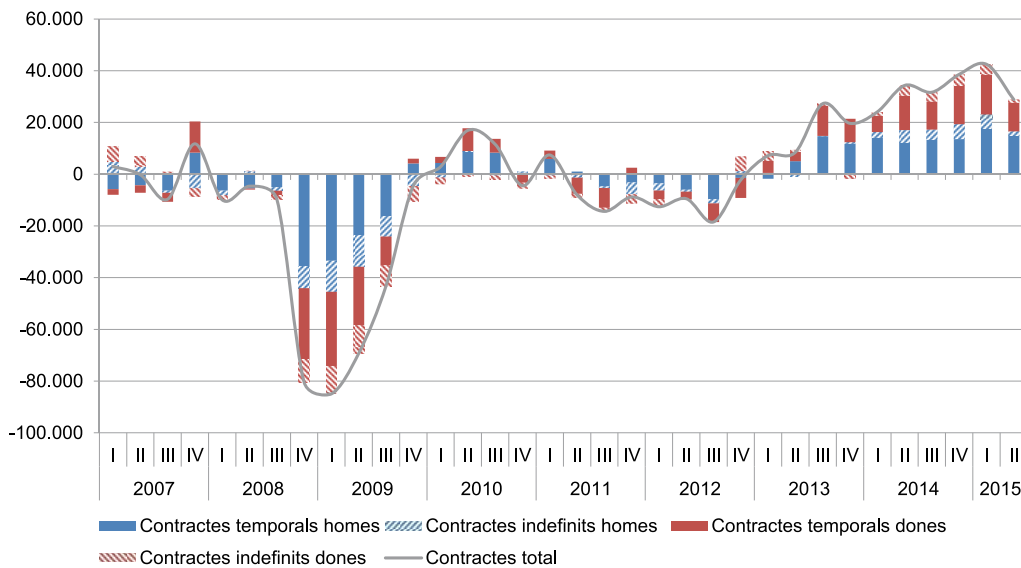 60.000
40.000
20.000
0
-20.000
-40.000
-60.000
-80.000
-100.000
I II III IV I II III IV I II III IV I II III IV I II III IV I II III IV I II III IV I II III IV I II
2007 2008 2009 2010 2011 2012 2013 2014 2015
Contractes temporals homes Contractes indefinits homes Contractes temporals dones
Contractes indefinits dones Contractes total